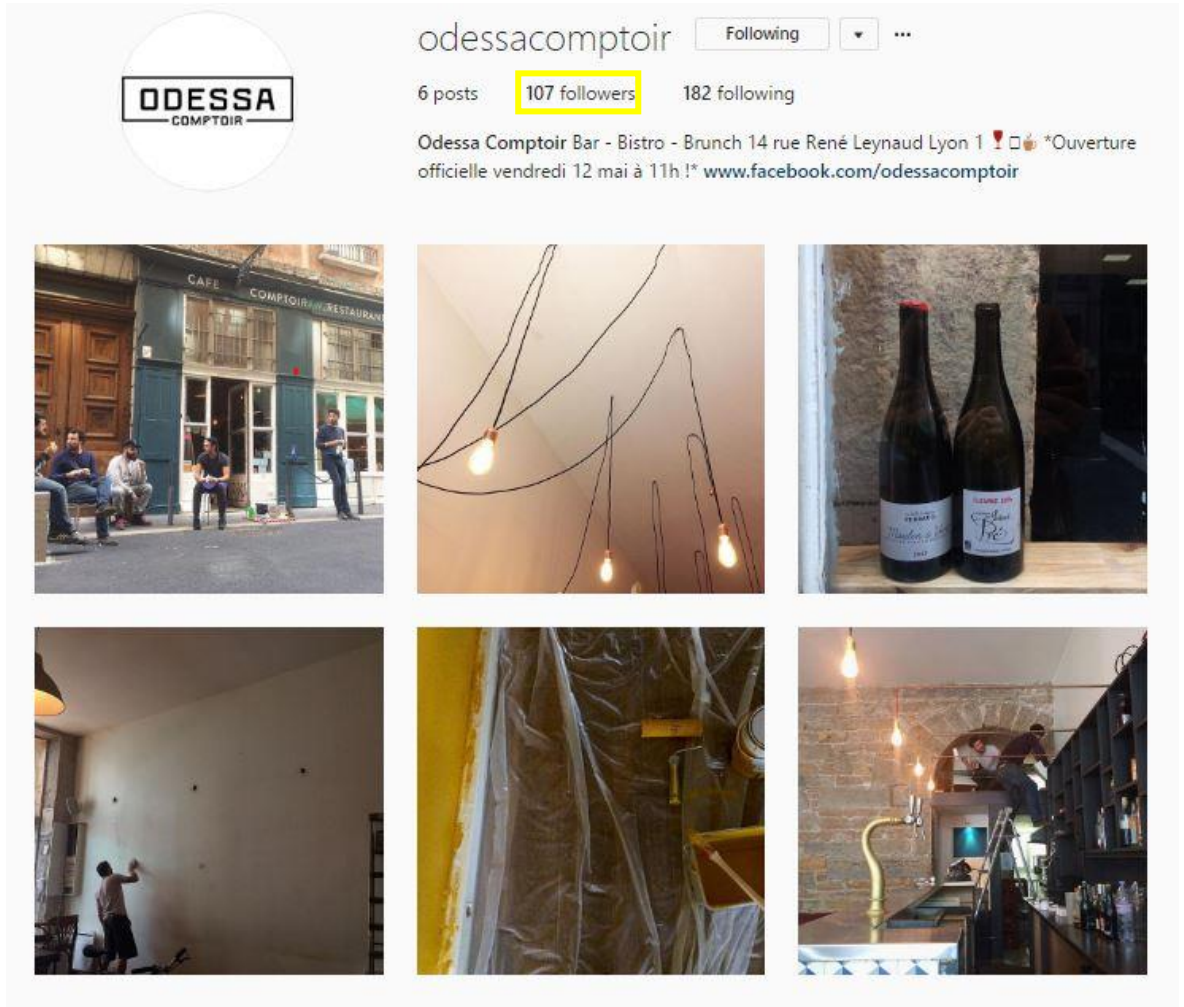 ODESSA
COMPTOIR
odessacomptoir Following
6 posts 107 followers 182 following
Odessa Comptoir Bar - Bistro - Brunch 14 rue René Leynaud Lyon 1 🍷□☕ *Ouverture
officielle vendredi 12 mai à 11h !* www.facebook.com/odessacomptoir
CAFE COMPTOIR RESTAURANT